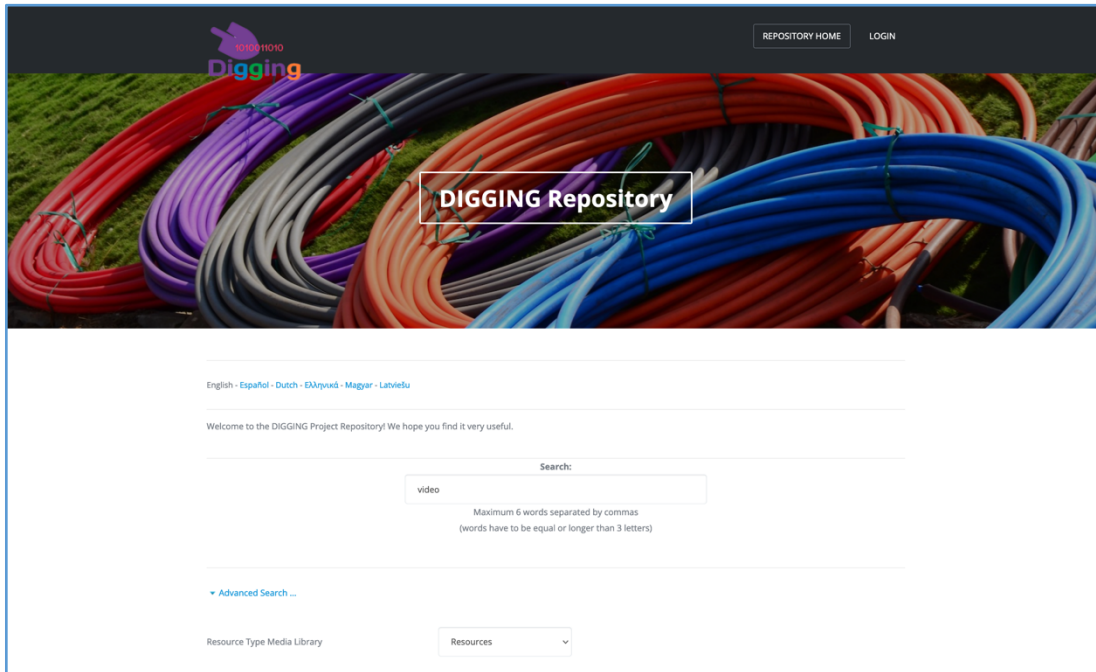 REPOSITORY HOME LOGIN
1010011010
Digging
DIGGING Repository
English - Español - Dutch - Ελληνικά - Magyar - Latviešu
Welcome to the DIGGING Project Repository! We hope you find it very useful.
Search:
video
Maximum 6 words separated by commas
(words have to be equal or longer than 3 letters)
Advanced Search ...
Resource Type Media Library Resources